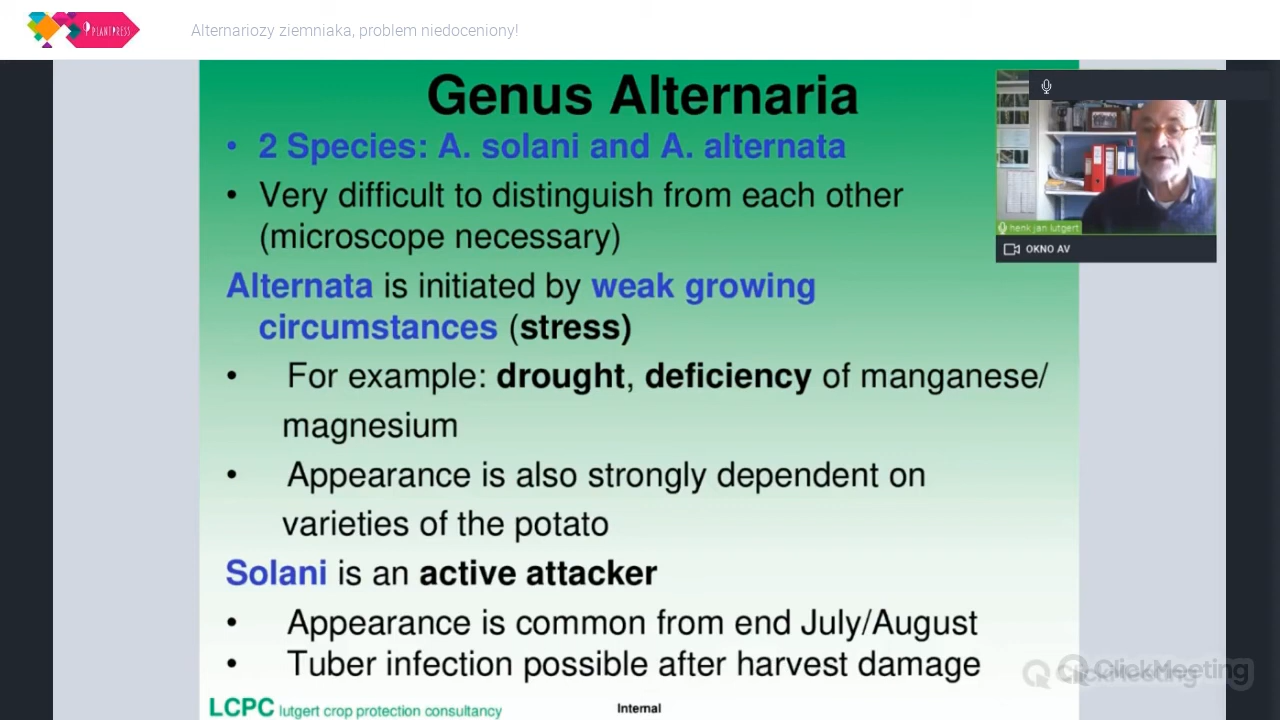 PLANTPRESS
Alternariozy ziemniaka, problem niedoceniony!
Genus Alternaria
• 2 Species: A. solani and A. alternata
• Very difficult to distinguish from each other
(microscope necessary)
Alternata is initiated by weak growing
circumstances (stress)
• For example: drought, deficiency of manganese/
magnesium
• Appearance is also strongly dependent on
varieties of the potato
Solani is an active attacker
• Appearance is common from end July/August
• Tuber infection possible after harvest damage
LCPC lutgert crop protection consultancy
Internal
henk jan lutgert
OKNO AV
ClickMeeting
ClickMeeting